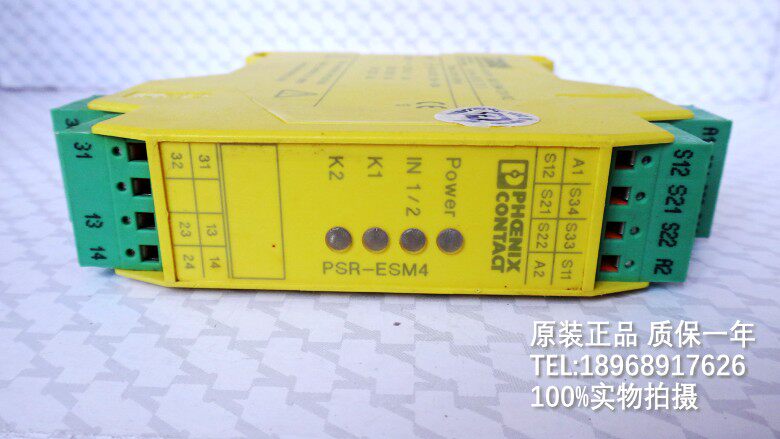 31
13
14
32 31
23 13
24 14
K2
K1
IN 1/2
Power
PSR-ESM4
PHŒNIX
CONTACT
S12 A1
S21 S34
S22 S33
A2 S11
S12
S21
S22
A2
A1
CE
原装正品 质保一年
TEL:18968917626
100%实物拍摄